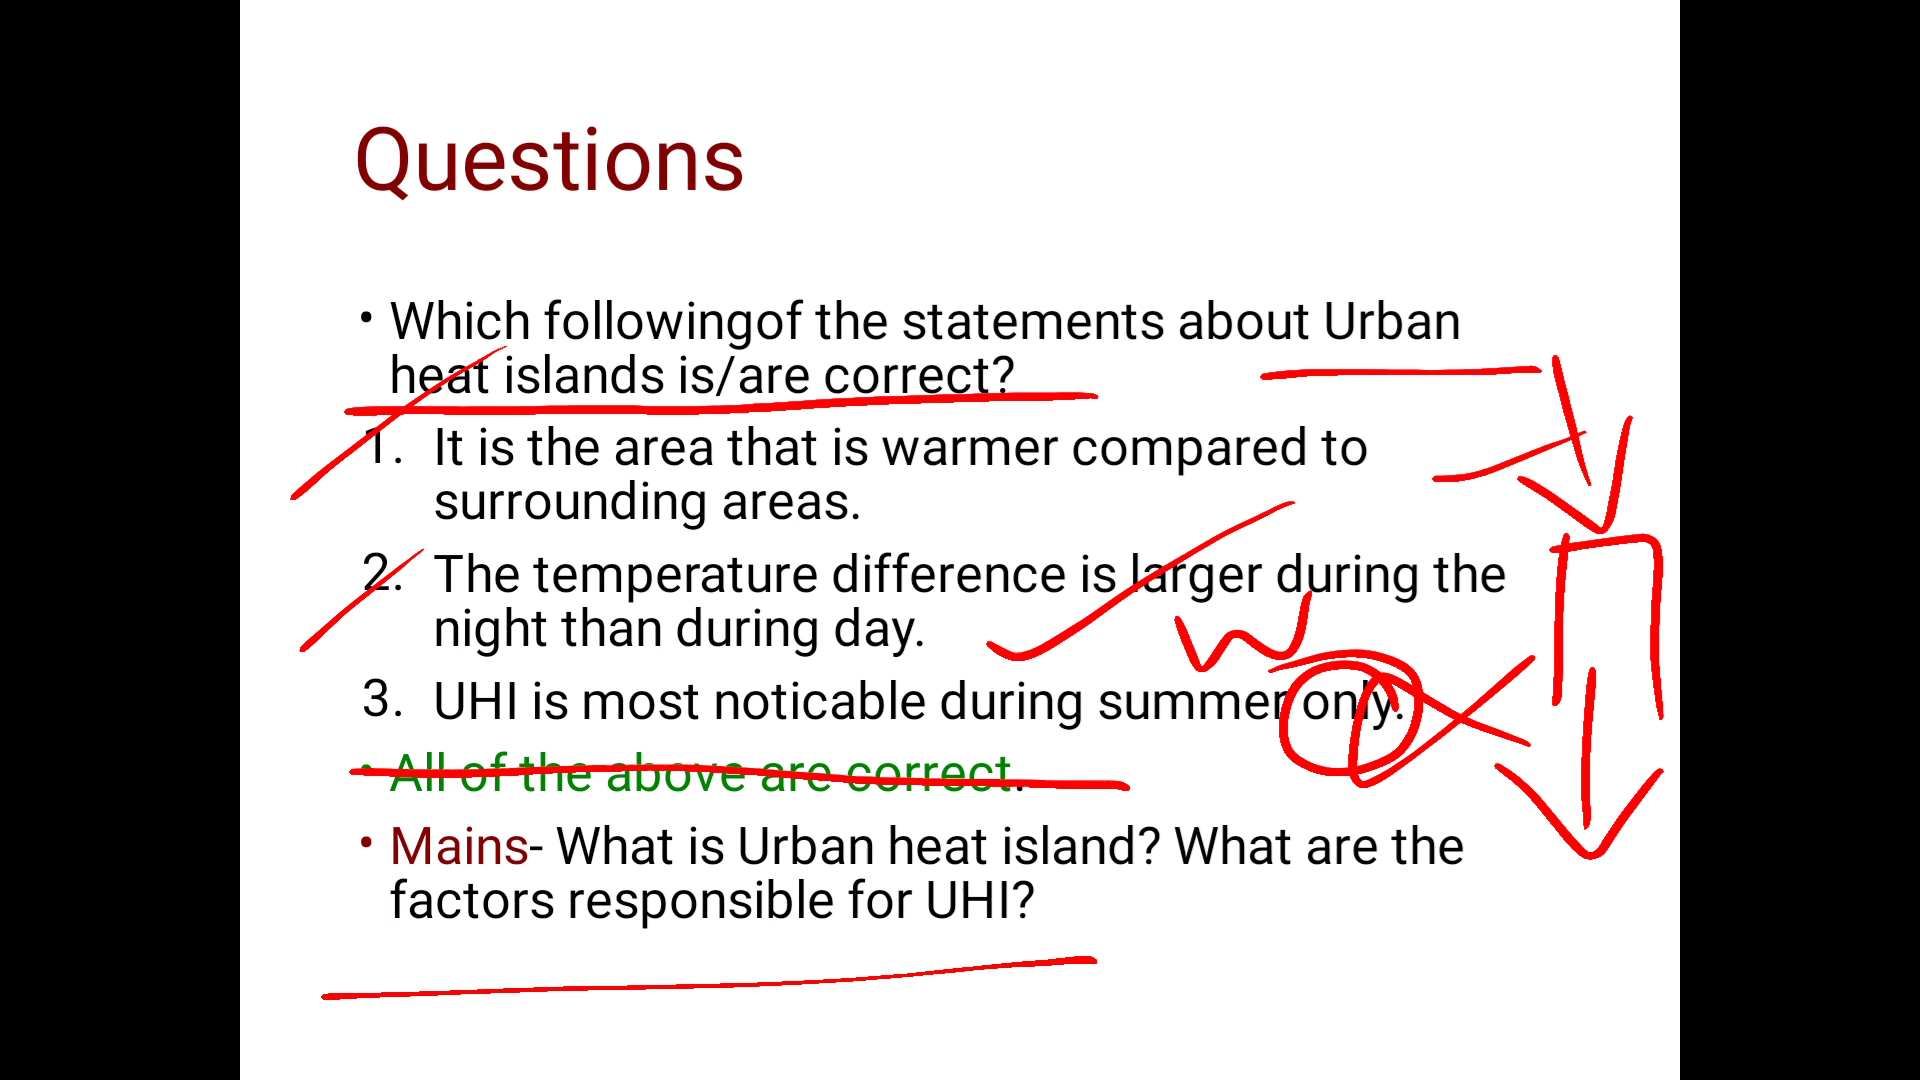 Questions
• Which followingof the statements about Urban
heat islands is/are correct?
1. It is the area that is warmer compared to
surrounding areas.
2. The temperature difference is larger during the
night than during day.
3. UHI is most noticable during summer only.
• All of the above are correct.
• Mains- What is Urban heat island? What are the
factors responsible for UHI?